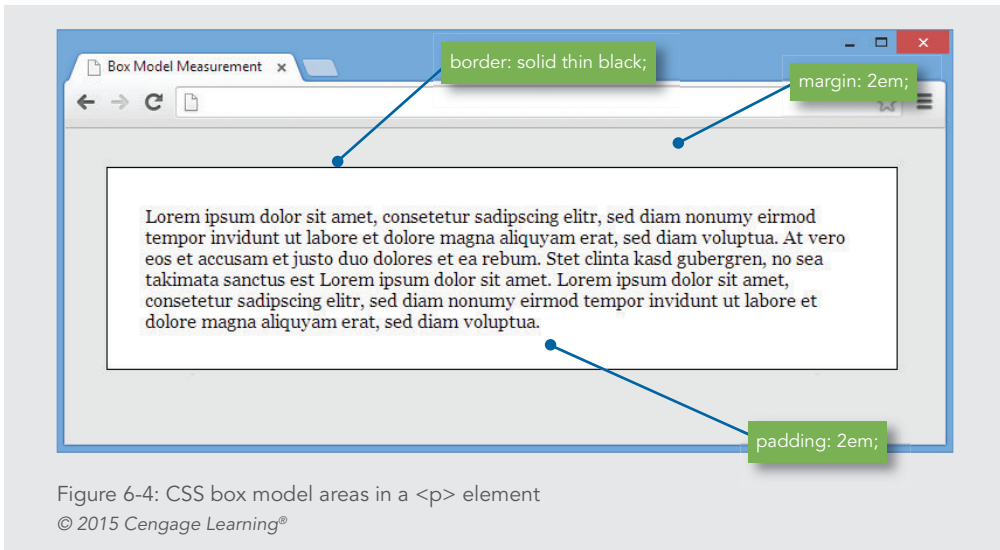 Box Model Measurement
border: solid thin black;
margin: 2em;
Lorem ipsum dolor sit amet, consetetur sadipscing elitr, sed diam nonumy eirmod
tempor invidunt ut labore et dolore magna aliquyam erat, sed diam voluptua. At vero
eos et accusam et justo duo dolores et ea rebum. Stet clinta kasd gubergren, no sea
takimata sanctus est Lorem ipsum dolor sit amet. Lorem ipsum dolor sit amet,
consetetur sadipscing elitr, sed diam nonumy eirmod tempor invidunt ut labore et
dolore magna aliquyam erat, sed diam voluptua.
padding: 2em;
Figure 6-4: CSS box model areas in a <p> element
© 2015 Cengage Learning®